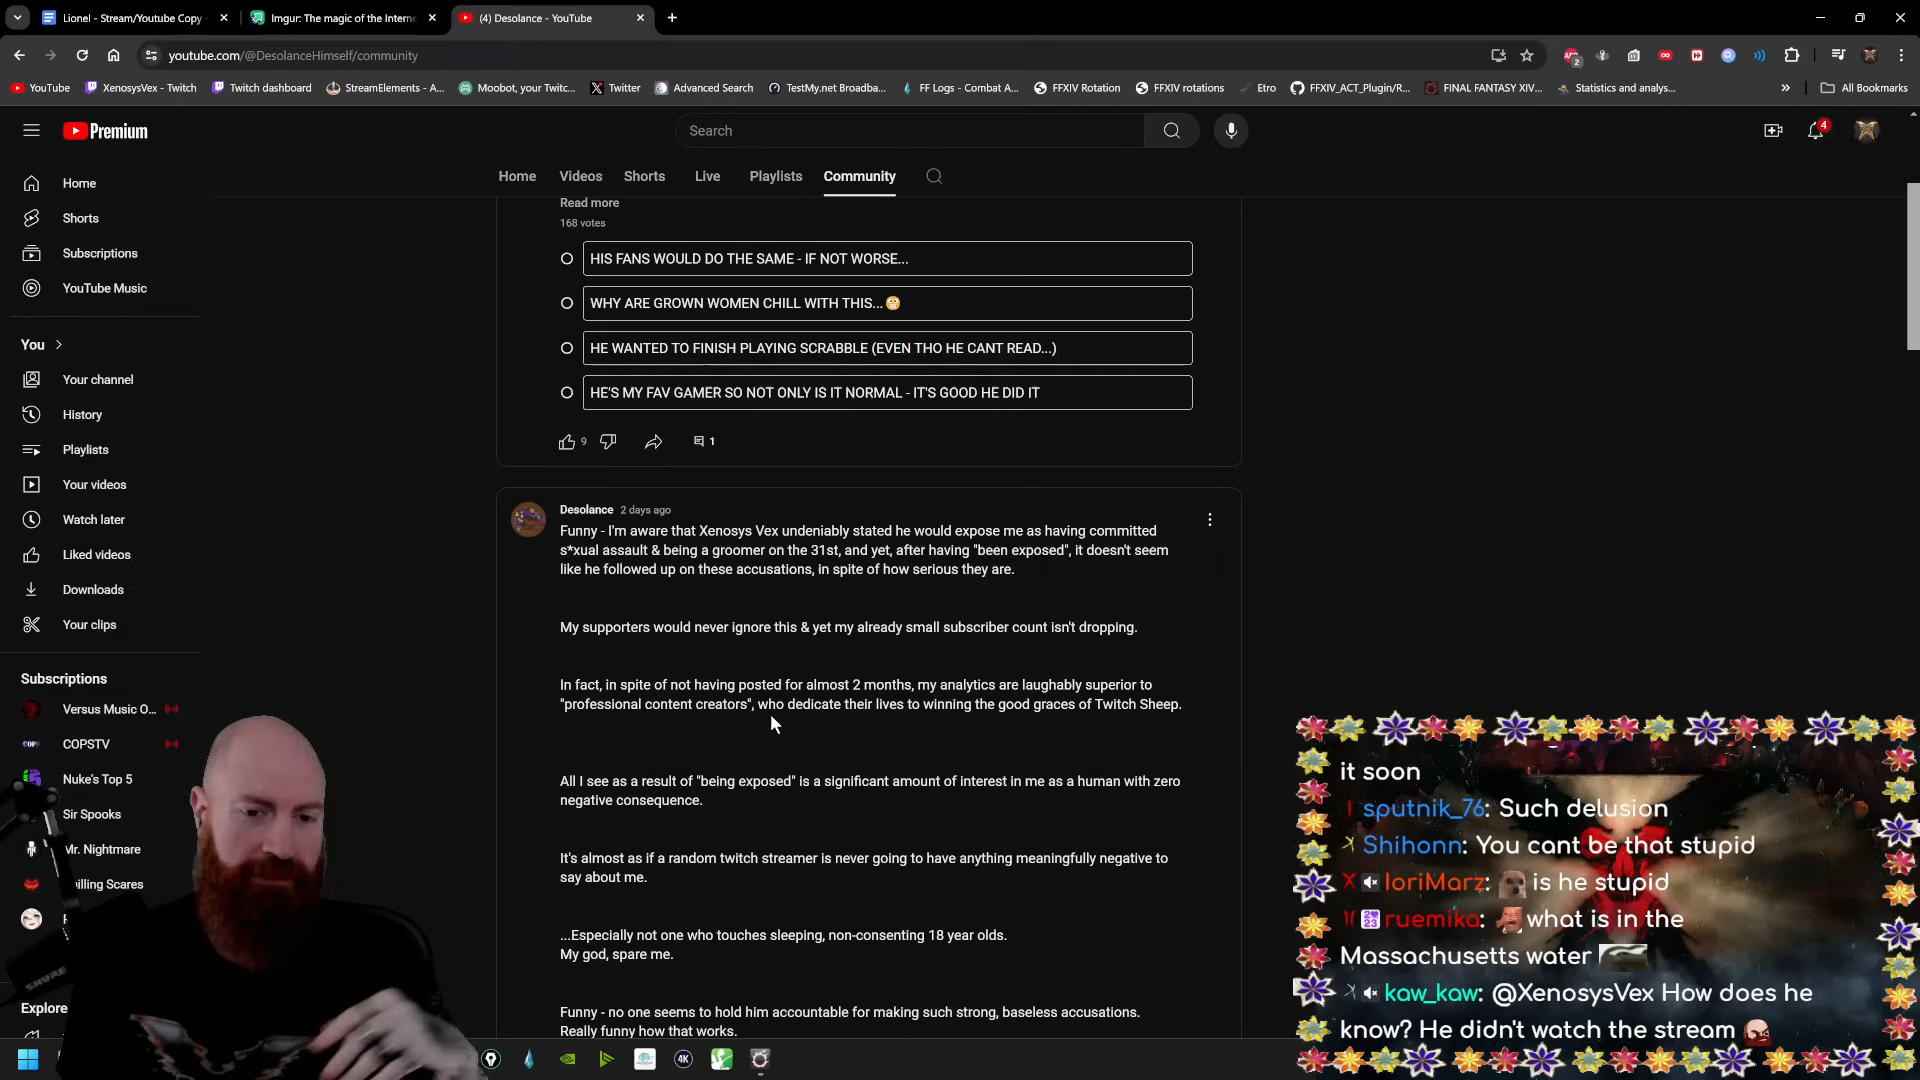 Lionel - Stream/Youtube Copy
Imgur: The magic of the Interne
(4) Desolance - YouTube
youtube.com/@DesolanceHimself/community
2
YouTube
XenosysVex - Twitch
Twitch dashboard
StreamElements - A...
Moobot, your Twitc...
Twitter
Advanced Search
TestMy.net Broadba...
FF Logs - Combat A...
FFXIV Rotation
FFXIV rotations
Etro
FFXIV_ACT_Plugin/R...
FINAL FANTASY XIV...
Statistics and analys...
»
All Bookmarks
Premium
Search
4
Home
Videos
Shorts
Live
Playlists
Community
Home
Shorts
Subscriptions
YouTube Music
You
Your channel
History
Playlists
Your videos
Watch later
Liked videos
Downloads
Your clips
Subscriptions
Versus Music O...
COPSTV
Nuke's Top 5
Sir Spooks
Mr. Nightmare
illing Scares
Explore
SHURE
Read more
168 votes
HIS FANS WOULD DO THE SAME - IF NOT WORSE...
WHY ARE GROWN WOMEN CHILL WITH THIS...😳
HE WANTED TO FINISH PLAYING SCRABBLE (EVEN THO HE CANT READ...)
HE'S MY FAV GAMER SO NOT ONLY IS IT NORMAL - IT'S GOOD HE DID IT
9
1
Desolance 2 days ago
Funny - I'm aware that Xenosys Vex undeniably stated he would expose me as having committed
s*xual assault & being a groomer on the 31st, and yet, after having "been exposed", it doesn't seem
like he followed up on these accusations, in spite of how serious they are.
My supporters would never ignore this & yet my already small subscriber count isn't dropping.
In fact, in spite of not having posted for almost 2 months, my analytics are laughably superior to
"professional content creators", who dedicate their lives to winning the good graces of Twitch Sheep.
All I see as a result of "being exposed" is a significant amount of interest in me as a human with zero
negative consequence.
It's almost as if a random twitch streamer is never going to have anything meaningfully negative to
say about me.
...Especially not one who touches sleeping, non-consenting 18 year olds.
My god, spare me.
Funny - no one seems to hold him accountable for making such strong, baseless accusations.
Really funny how that works.
it soon
sputnik_76: Such delusion
Shihonn: You cant be that stupid
loriMarz: is he stupid
ruemika: what is in the
Massachusetts water
kaw_kaw: @XenosysVex How does he
know? He didn't watch the stream
4K